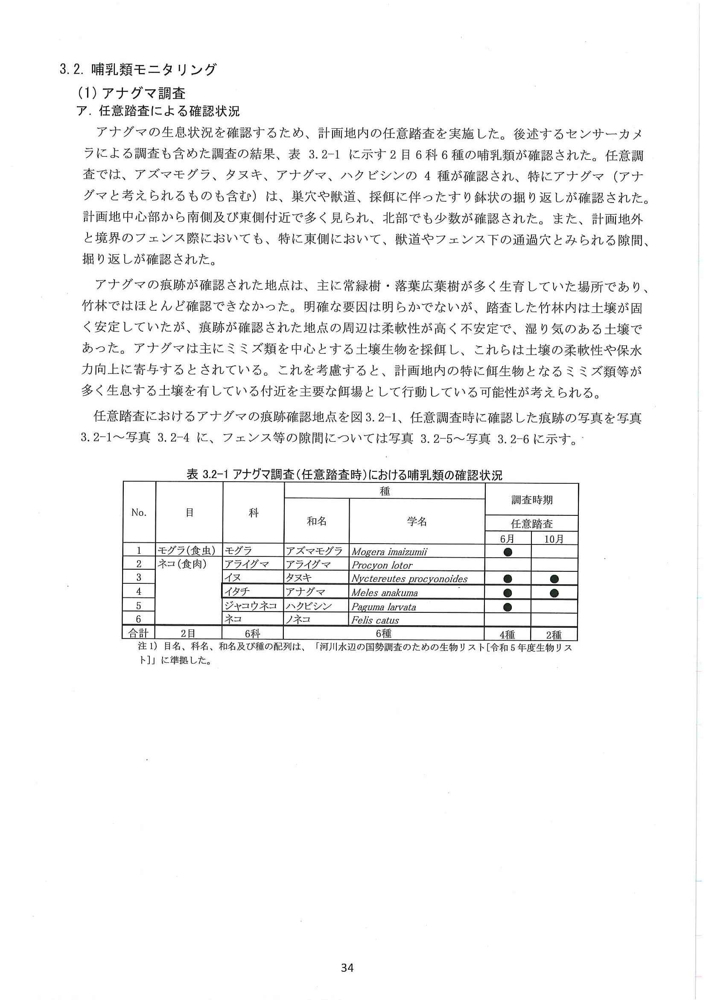 3.2. 哺乳類モニタリング
(1) アナグマ調査
ア. 任意踏査による確認状況
アナグマの生息状況を確認するため、計画地内の任意踏査を実施した。後述するセンサーカメ
ラによる調査も含めた調査の結果、表 3.2-1 に示す2目6科6種の哺乳類が確認された。任意調
査では、アズマモグラ、タヌキ、アナグマ、ハクビシンの 4 種が確認され、特にアナグマ（アナ
グマと考えられるものも含む）は、巣穴や獣道、採餌に伴ったすり鉢状の掘り返しが確認された。
計画地中心部から南側及び東側付近で多く見られ、北部でも少数が確認された。また、計画地外
と境界のフェンス際においても、特に東側において、獣道やフェンス下の通過穴とみられる隙間、
掘り返しが確認された。
アナグマの痕跡が確認された地点は、主に常緑樹・落葉広葉樹が多く生育していた場所であり、
竹林ではほとんど確認できなかった。明確な要因は明らかでないが、踏査した竹林内は土壌が固
く安定していたが、痕跡が確認された地点の周辺は柔軟性が高く不安定で、湿り気のある土壌で
あった。アナグマは主にミミズ類を中心とする土壌生物を採餌し、これらは土壌の柔軟性や保水
力向上に寄与するとされている。これを考慮すると、計画地内の特に餌生物となるミミズ類等が
多く生息する土壌を有している付近を主要な餌場として行動している可能性が考えられる。
任意踏査におけるアナグマの痕跡確認地点を図3.2-1、任意調査時に確認した痕跡の写真を写真
3.2-1～写真 3.2-4 に、フェンス等の隙間については写真 3.2-5～写真 3.2-6 に示す。
表 3.2-1 アナグマ調査(任意踏査時)における哺乳類の確認状況
No. 目 科 種 調査時期
和名 学名 任意踏査
6月 10月
1 モグラ(食虫) モグラ アズマモグラ Mogera imaizumii ●
2 ネコ(食肉) アライグマ アライグマ Procyon lotor
3 イヌ タヌキ Nyctereutes procyonoides ● ●
4 イタチ アナグマ Meles anakuma ● ●
5 ジャコウネコ ハクビシン Paguma larvata ●
6 ネコ ノネコ Felis catus
合計 2目 6科 6種 4種 2種
注1) 目名、科名、和名及び種の配列は、「河川水辺の国勢調査のための生物リスト[令和5年度生物リス
ト]」に準拠した。
34